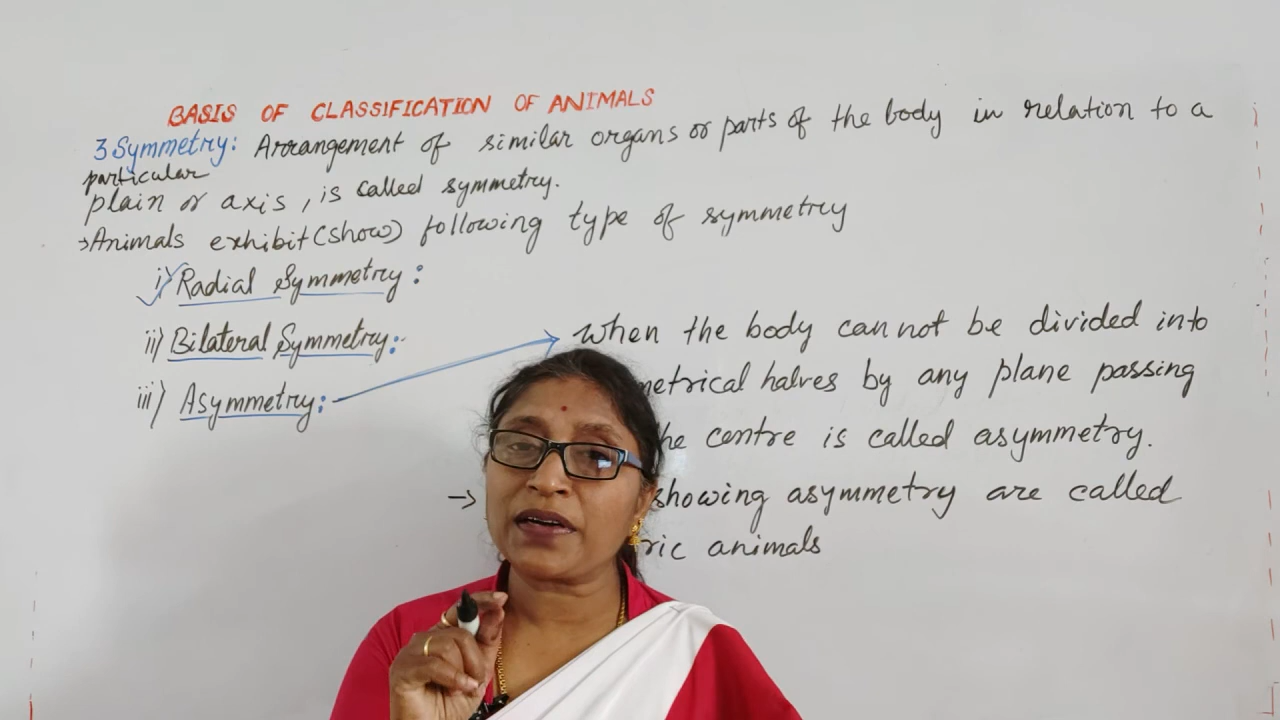 BASIS OF CLASSIFICATION OF ANIMALS
3 Symmetry: Arrangement of similar organs or parts of the body in relation to a
particular
plain or axis, is called symmetry.
→Animals exhibit(show) following type of symmetry
i) Radial Symmetry:
ii) Bilateral Symmetry:-
iii) Asymmetry:
when the body can not be divided into
metrical halves by any plane passing
he centre is called asymmetry.
→ showing asymmetry are called
ric animals